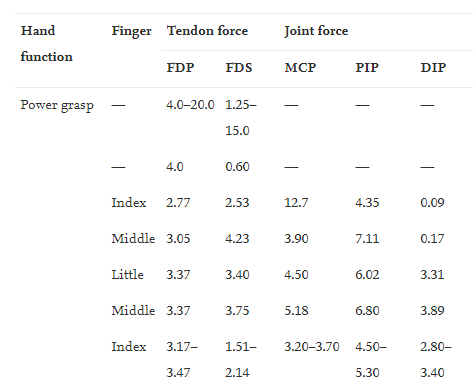 Hand Finger Tendon force Joint force
function
FDP FDS MCP PIP DIP
Power grasp — 4.0–20.0 1.25– — — —
15.0
— 4.0 0.60 — — —
Index 2.77 2.53 12.7 4.35 0.09
Middle 3.05 4.23 3.90 7.11 0.17
Little 3.37 3.40 4.50 6.02 3.31
Middle 3.37 3.75 5.18 6.80 3.89
Index 3.17– 1.51– 3.20–3.70 4.50– 2.80–
3.47 2.14 5.30 3.40